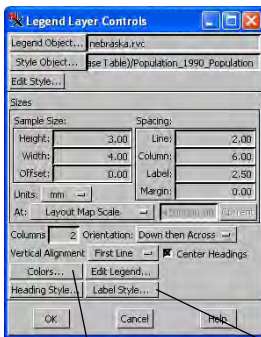 Legend Layer Controls
Legend Object... nebraska.rvc
Style Object... ase Table)/Population_1990_Population
Edit Style...
Sizes
Sample Size: Spacing:
Height: 3.00 Line: 2.00
Width: 4.00 Column: 6.00
Offset: 0.00 Label: 2.50
Units: mm Margin: 0.00
At: Layout Map Scale Current
Columns 2 Orientation: Down then Across
Vertical Alignment First Line Center Headings
Colors... Edit Legend...
Heading Style... Label Style...
OK Cancel Help